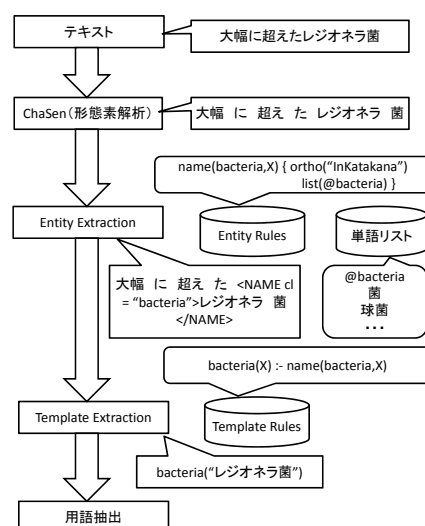 テキスト
大幅に超えたレジオネラ菌
ChaSen(形態素解析)
大幅 に 超え た レジオネラ 菌
name(bacteria,X) { ortho(“InKatakana”)
list(@bacteria) }
Entity Extraction
Entity Rules
単語リスト
大幅 に 超え た <NAME cl
= “bacteria”>レジオネラ 菌
</NAME>
@bacteria
菌
球菌
・・・
bacteria(X) :- name(bacteria,X)
Template Extraction
Template Rules
bacteria(“レジオネラ菌”)
用語抽出